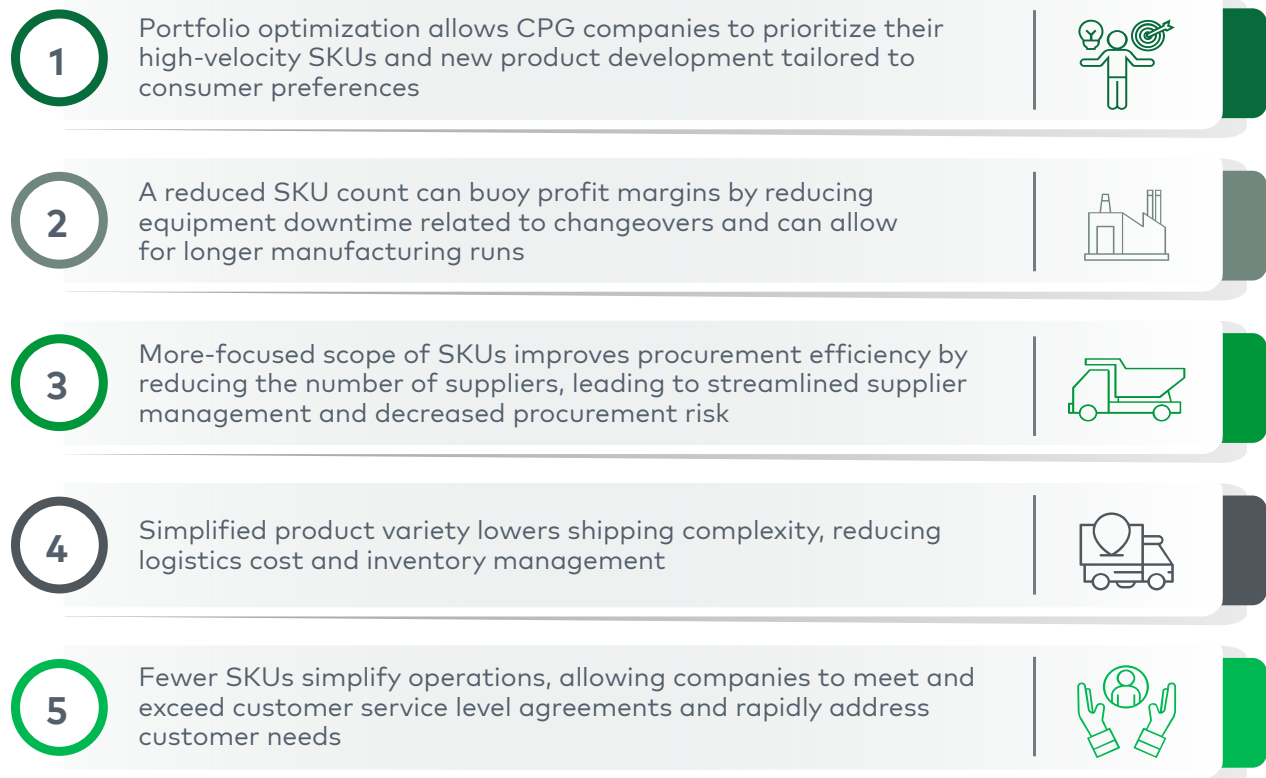 1
Portfolio optimization allows CPG companies to prioritize their
high-velocity SKUs and new product development tailored to
consumer preferences
2
A reduced SKU count can buoy profit margins by reducing
equipment downtime related to changeovers and can allow
for longer manufacturing runs
3
More-focused scope of SKUs improves procurement efficiency by
reducing the number of suppliers, leading to streamlined supplier
management and decreased procurement risk
4
Simplified product variety lowers shipping complexity, reducing
logistics cost and inventory management
5
Fewer SKUs simplify operations, allowing companies to meet and
exceed customer service level agreements and rapidly address
customer needs